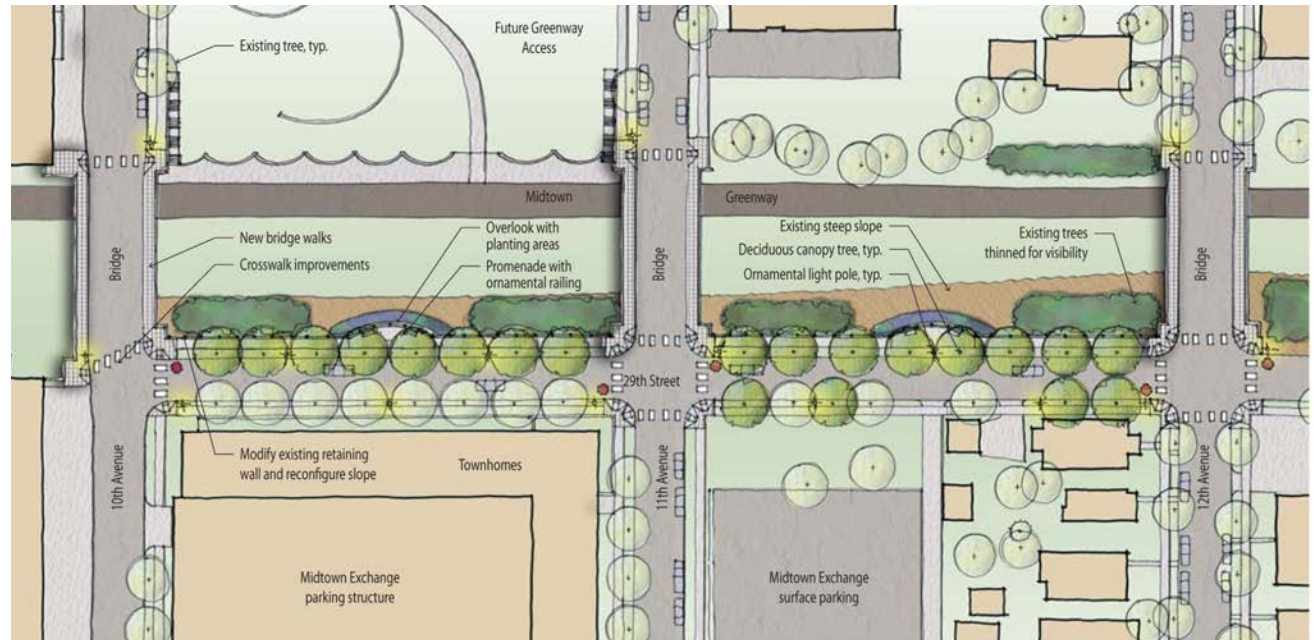 Future Greenway
Access
Existing tree, typ.
Midtown
Greenway
New bridge walks
Crosswalk improvements
Overlook with
planting areas
Promenade with
ornamental railing
Existing steep slope
Deciduous canopy tree, typ.
Ornamental light pole, typ.
Existing trees
thinned for visibility
Bridge
Bridge
Bridge
29th Street
Modify existing retaining
wall and reconfigure slope
Townhomes
10th Avenue
11th Avenue
12th Avenue
Midtown Exchange
parking structure
Midtown Exchange
surface parking